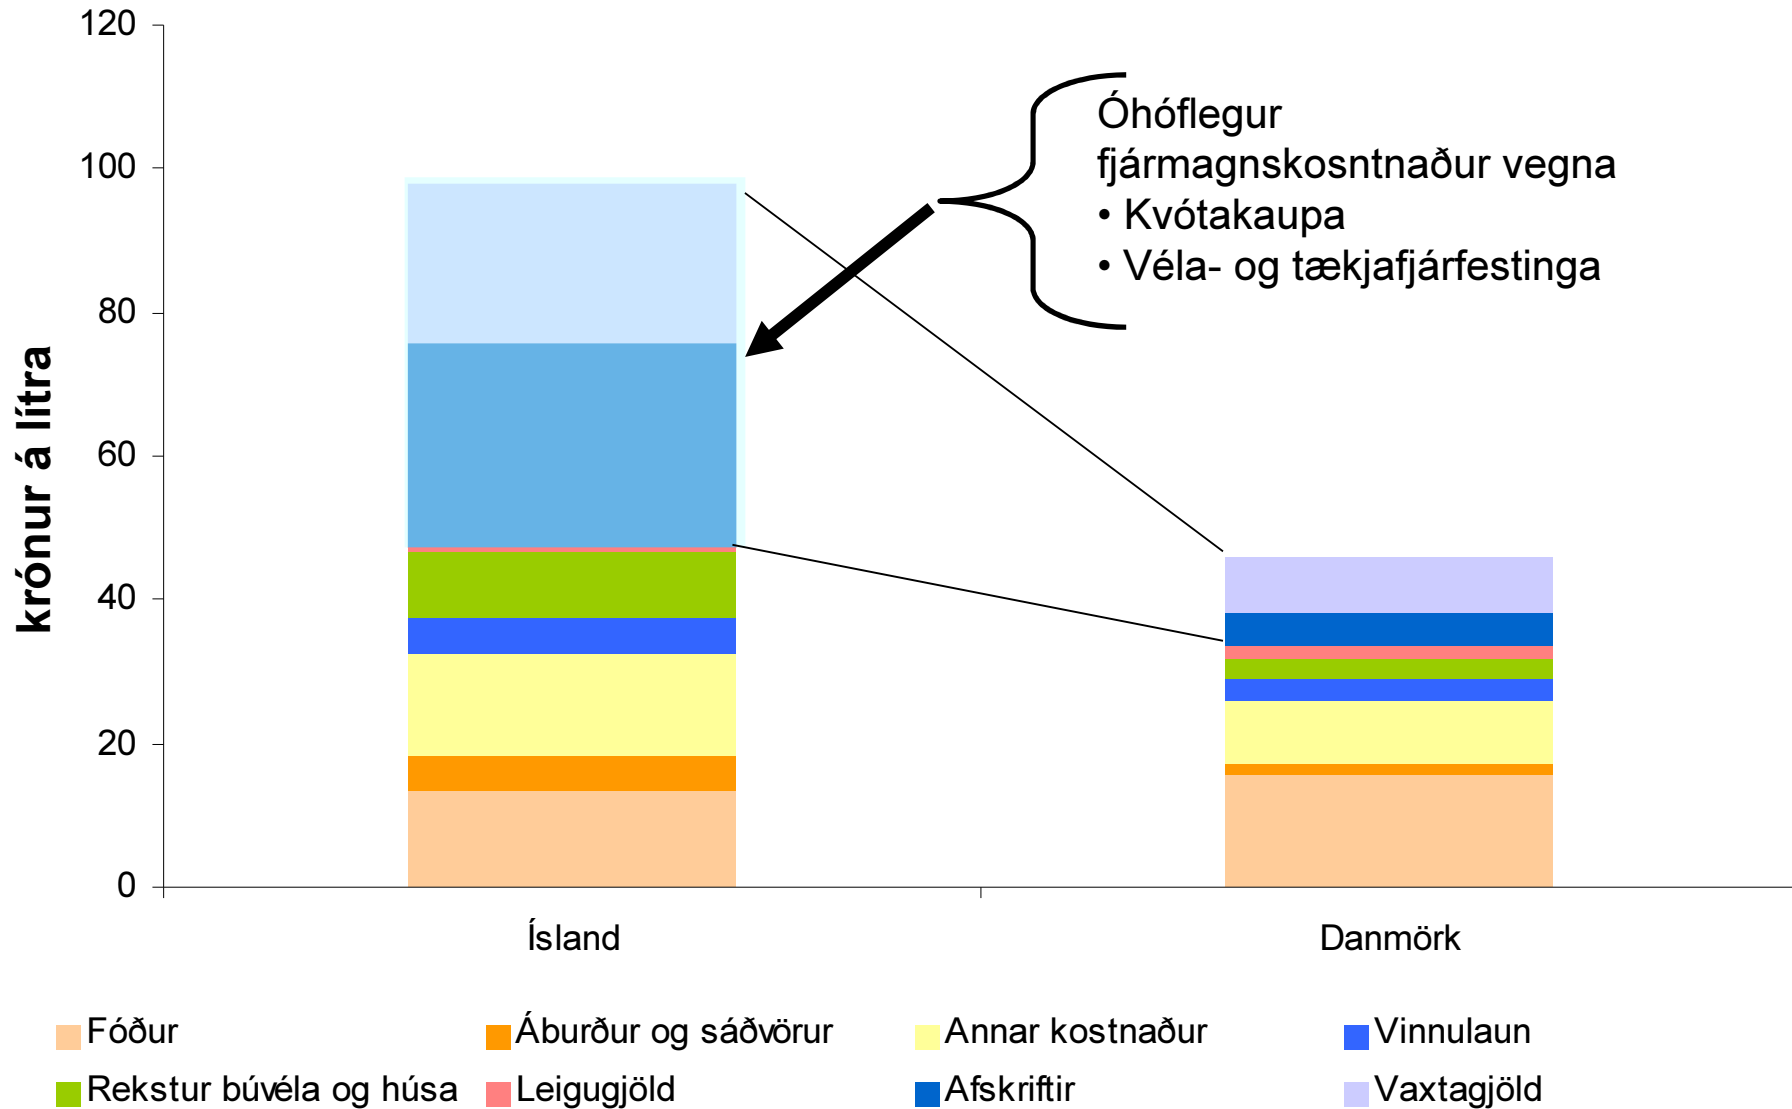 120
100
80
60
40
20
0
krónur á lítra
Óhóflegur
fjármagnskosntnaður vegna
• Kvótakaupa
• Véla- og tækjafjárfestinga
Ísland
Danmörk
Fóður
Áburður og sáðvörur
Annar kostnaður
Vinnulaun
Rekstur búvéla og húsa
Leigugjöld
Afskriftir
Vaxtagjöld